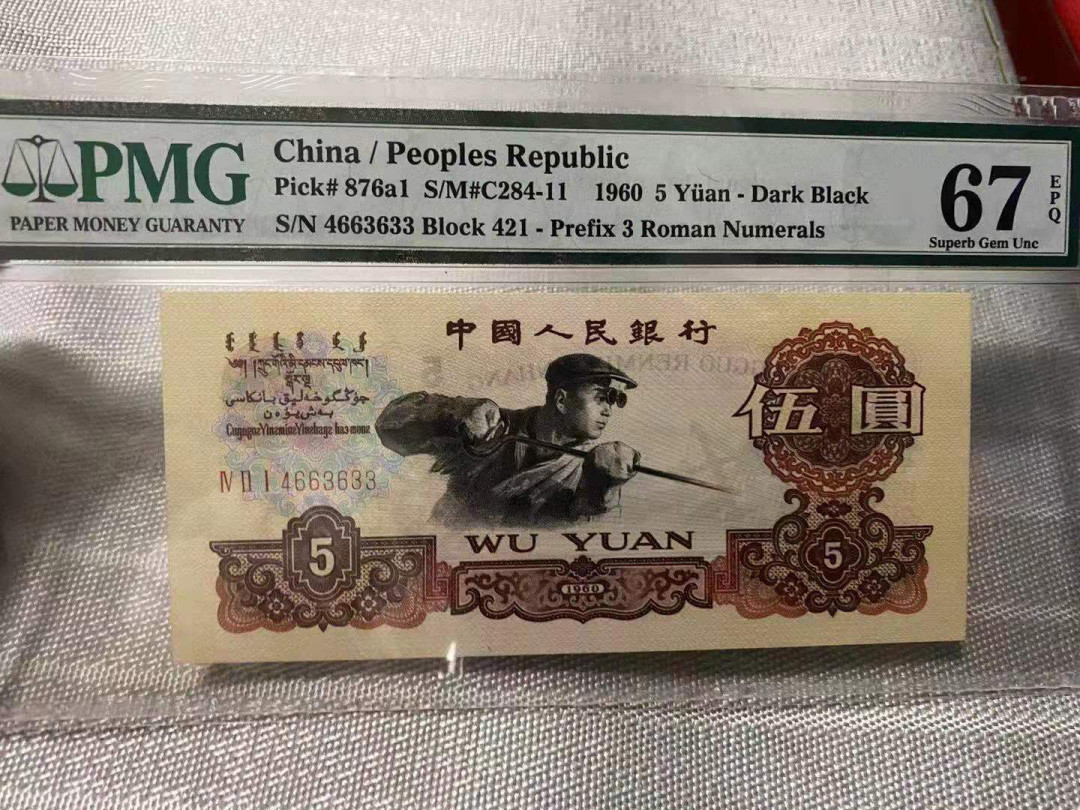 PMG
PAPER MONEY GUARANTY
China / Peoples Republic
Pick# 876a1 S/M#C284-11 1960 5 Yüan - Dark Black
S/N 4663633 Block 421 - Prefix 3 Roman Numerals
67
EPQ
Superb Gem Unc
中國人民銀行
伍圓
Ⅳ Ⅱ Ⅰ 4663633
WU YUAN
5
1960
5